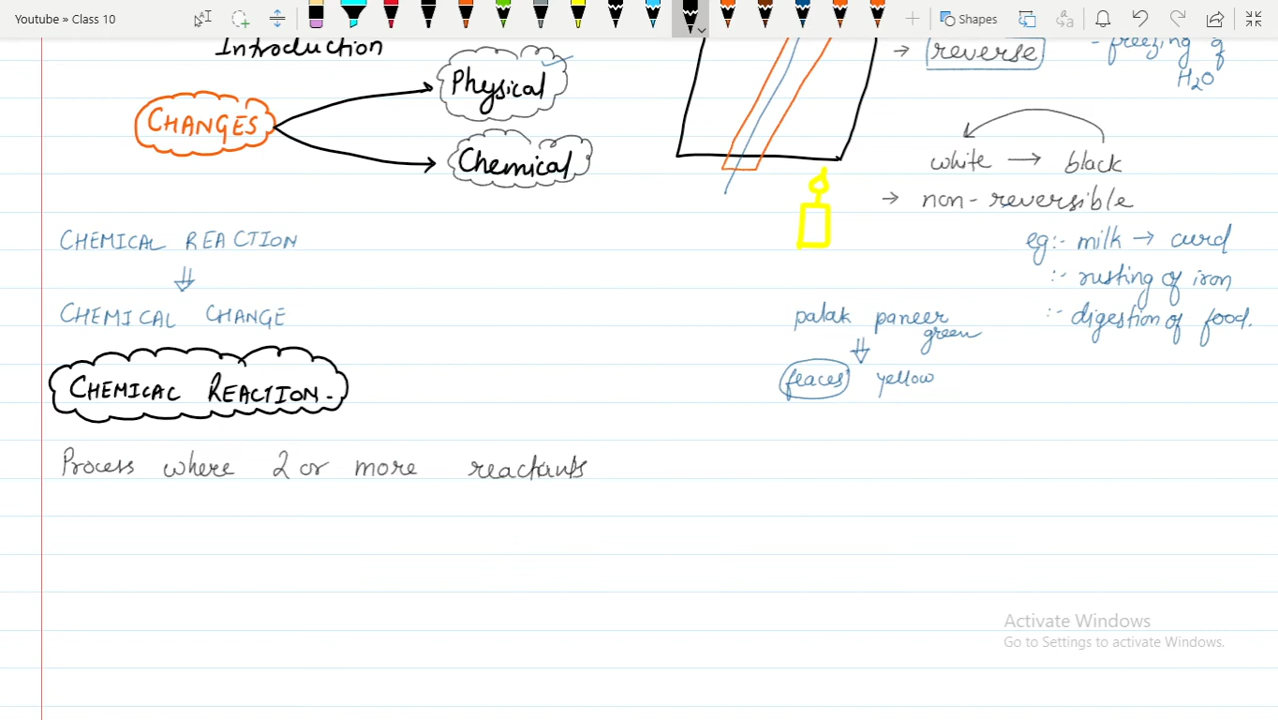 Youtube » Class 10
Shapes
Introduction
CHANGES
Physical
Chemical
→ reverse
- freezing of
H2O
white → black
→ non-reversible
eg:- milk → curd
:- rusting of iron
:- digestion of food.
CHEMICAL REACTION
⇓
CHEMICAL CHANGE
palak paneer
green
⇓
feaces yellow
CHEMICAL REACTION.
Process where 2 or more reactants
Activate Windows
Go to Settings to activate Windows.